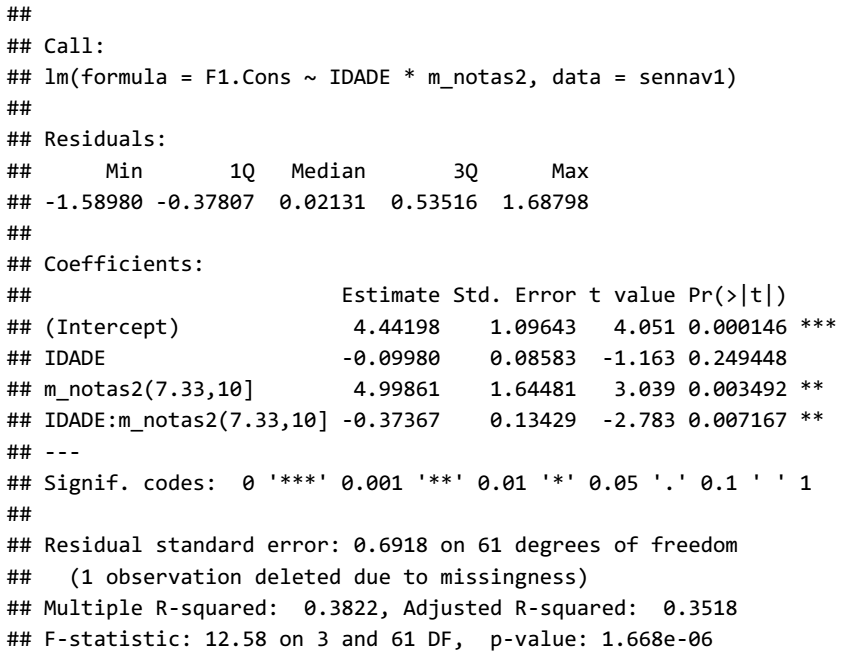 ##
## Call:
## lm(formula = F1.Cons ~ IDADE * m_notas2, data = sennav1)
##
## Residuals:
##      Min       1Q   Median       3Q      Max
## -1.58980 -0.37807  0.02131  0.53516  1.68798
##
## Coefficients:
##                        Estimate Std. Error t value Pr(>|t|)
## (Intercept)             4.44198    1.09643   4.051 0.000146 ***
## IDADE                  -0.09980    0.08583  -1.163 0.249448
## m_notas2(7.33,10]       4.99861    1.64481   3.039 0.003492 **
## IDADE:m_notas2(7.33,10] -0.37367    0.13429  -2.783 0.007167 **
## ---
## Signif. codes:  0 '***' 0.001 '**' 0.01 '*' 0.05 '.' 0.1 ' ' 1
##
## Residual standard error: 0.6918 on 61 degrees of freedom
##   (1 observation deleted due to missingness)
## Multiple R-squared:  0.3822, Adjusted R-squared:  0.3518
## F-statistic: 12.58 on 3 and 61 DF,  p-value: 1.668e-06